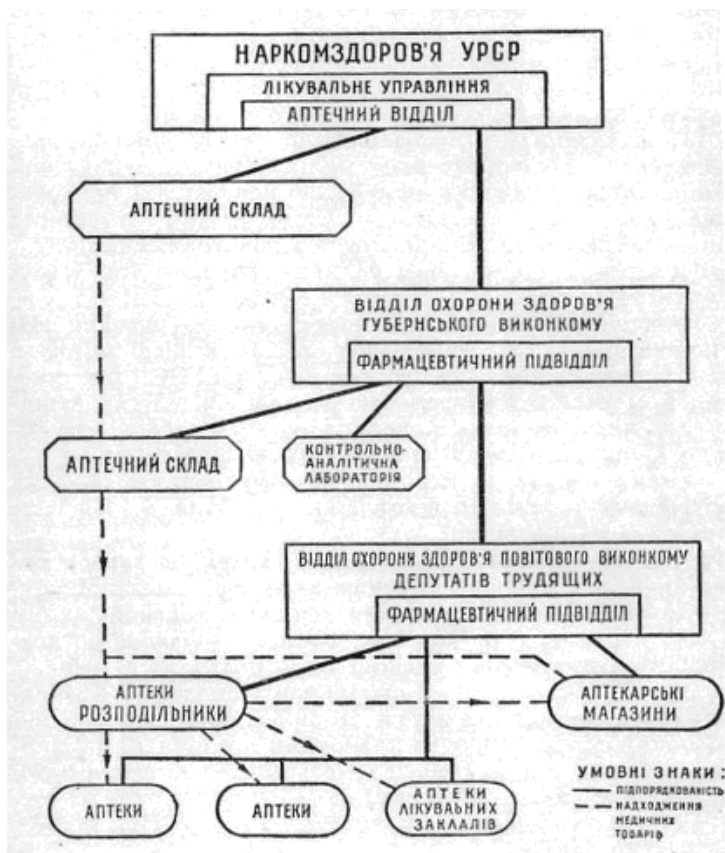 НАРКОМЗДОРОВ'Я УРСР
ЛІКУВАЛЬНЕ УПРАВЛІННЯ
АПТЕЧНИЙ ВІДДІЛ
АПТЕЧНИЙ СКЛАД
ВІДДІЛ ОХОРОНИ ЗДОРОВ'Я
ГУБЕРНСЬКОГО ВИКОНКОМУ
ФАРМАЦЕВТИЧНИЙ ПІДВІДДІЛ
АПТЕЧНИЙ СКЛАД
КОНТРОЛЬНО-
АНАЛІТИЧНА
ЛАБОРАТОРІЯ
ВІДДІЛ ОХОРОНИ ЗДОРОВ'Я ПОВІТОВОГО ВИКОНКОМУ
ДЕПУТАТІВ ТРУДЯЩИХ
ФАРМАЦЕВТИЧНИЙ ПІДВІДДІЛ
АПТЕКИ
РОЗПОДІЛЬНИКИ
АПТЕКАРСЬКІ
МАГАЗИНИ
АПТЕКИ
АПТЕКИ
АПТЕКИ
ЛІКУВАЛЬНИХ
ЗАКЛАЛІВ
УМОВНІ ЗНАКИ:
ПІДПОРЯДКОВАНІСТЬ
НАДХОДЖЕННЯ
МЕДИЧНИХ
ТОВАРІВ